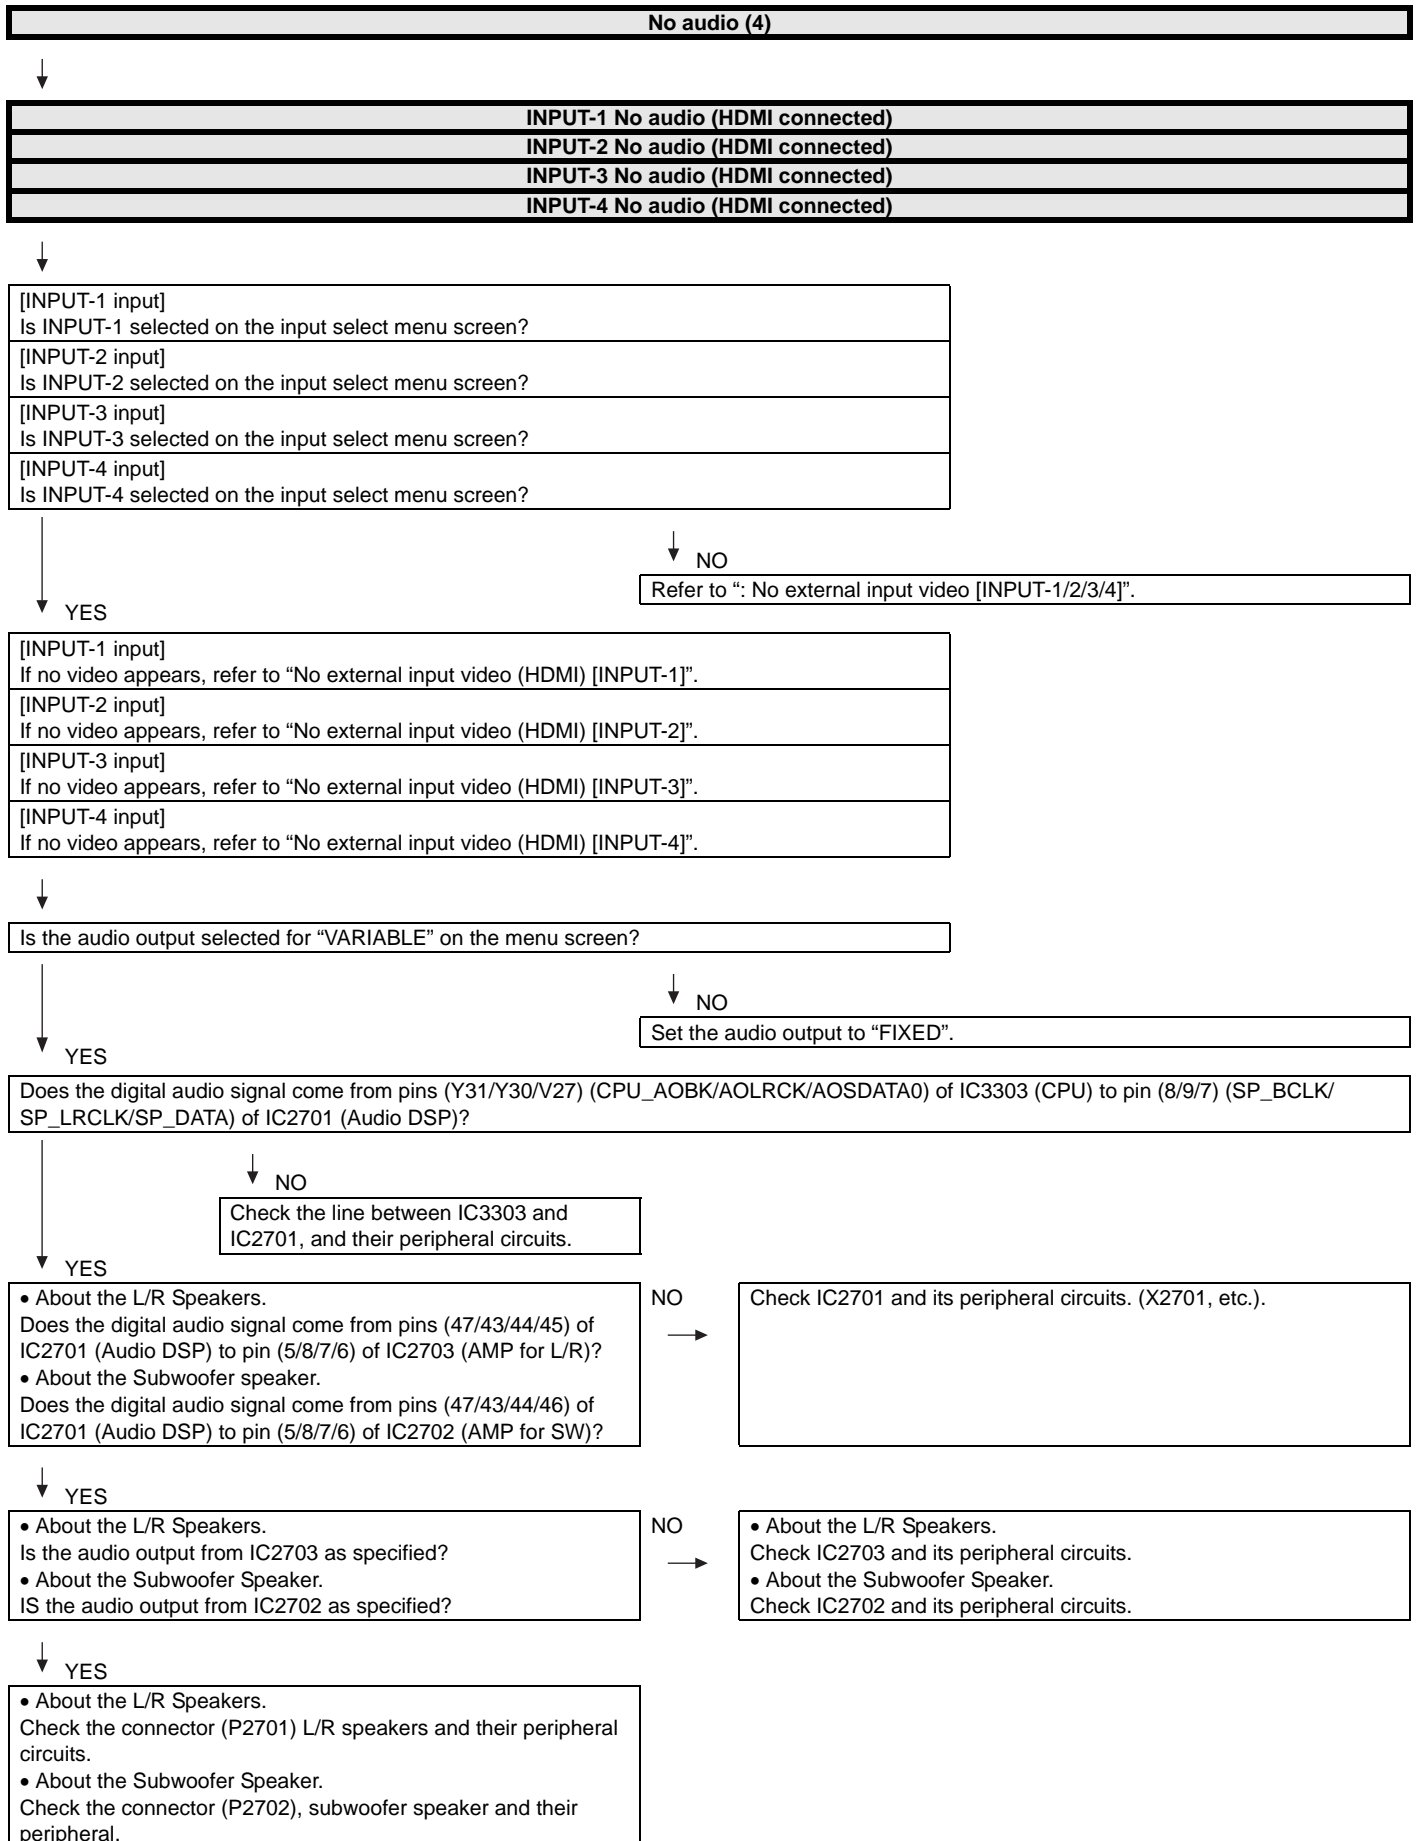 No audio (4)
INPUT-1 No audio (HDMI connected)
INPUT-2 No audio (HDMI connected)
INPUT-3 No audio (HDMI connected)
INPUT-4 No audio (HDMI connected)
[INPUT-1 input]
Is INPUT-1 selected on the input select menu screen?
[INPUT-2 input]
Is INPUT-2 selected on the input select menu screen?
[INPUT-3 input]
Is INPUT-3 selected on the input select menu screen?
[INPUT-4 input]
Is INPUT-4 selected on the input select menu screen?
NO
Refer to “: No external input video [INPUT-1/2/3/4]”.
YES
[INPUT-1 input]
If no video appears, refer to “No external input video (HDMI) [INPUT-1]”.
[INPUT-2 input]
If no video appears, refer to “No external input video (HDMI) [INPUT-2]”.
[INPUT-3 input]
If no video appears, refer to “No external input video (HDMI) [INPUT-3]”.
[INPUT-4 input]
If no video appears, refer to “No external input video (HDMI) [INPUT-4]”.
Is the audio output selected for “VARIABLE” on the menu screen?
NO
Set the audio output to “FIXED”.
YES
Does the digital audio signal come from pins (Y31/Y30/V27) (CPU_AOBK/AOLRCK/AOSDATA0) of IC3303 (CPU) to pin (8/9/7) (SP_BCLK/
SP_LRCLK/SP_DATA) of IC2701 (Audio DSP)?
NO
Check the line between IC3303 and
IC2701, and their peripheral circuits.
YES
• About the L/R Speakers.
Does the digital audio signal come from pins (47/43/44/45) of
IC2701 (Audio DSP) to pin (5/8/7/6) of IC2703 (AMP for L/R)?
• About the Subwoofer speaker.
Does the digital audio signal come from pins (47/43/44/46) of
IC2701 (Audio DSP) to pin (5/8/7/6) of IC2702 (AMP for SW)?
NO
Check IC2701 and its peripheral circuits. (X2701, etc.).
YES
• About the L/R Speakers.
Is the audio output from IC2703 as specified?
• About the Subwoofer Speaker.
IS the audio output from IC2702 as specified?
NO
• About the L/R Speakers.
Check IC2703 and its peripheral circuits.
• About the Subwoofer Speaker.
Check IC2702 and its peripheral circuits.
YES
• About the L/R Speakers.
Check the connector (P2701) L/R speakers and their peripheral
circuits.
• About the Subwoofer Speaker.
Check the connector (P2702), subwoofer speaker and their
peripheral.